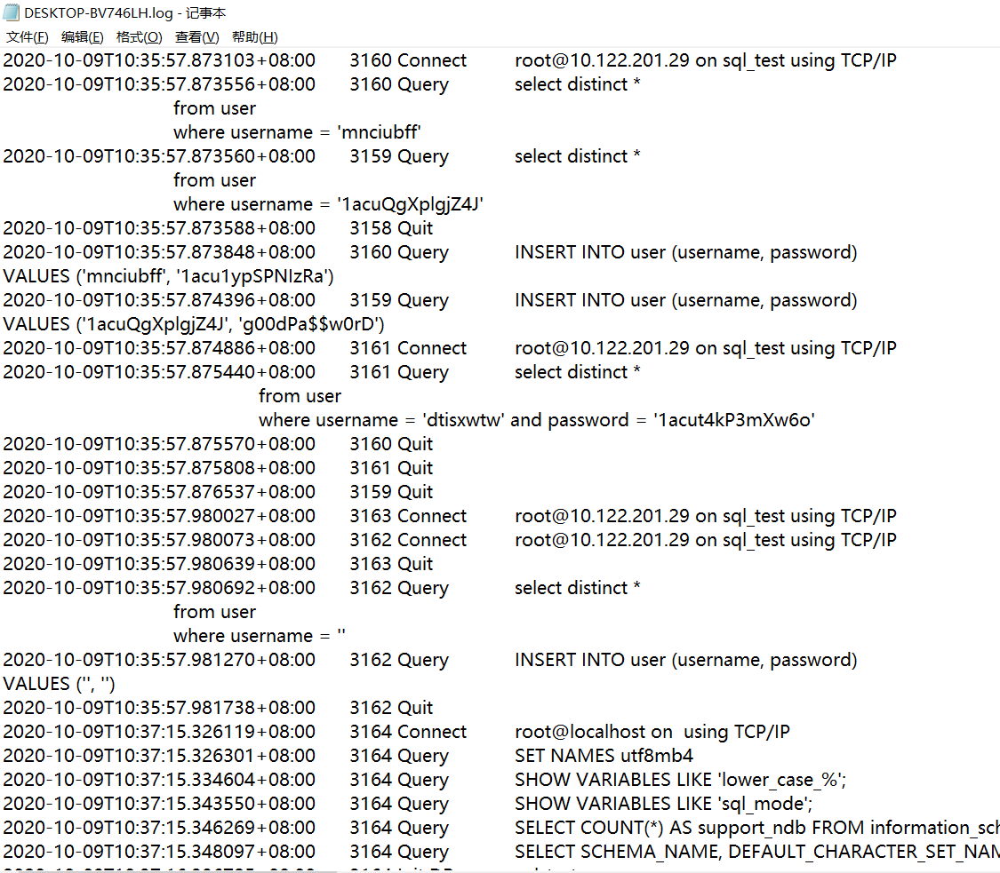 DESKTOP-BV746LH.log - 记事本
文件(F) 编辑(E) 格式(O) 查看(V) 帮助(H)
2020-10-09T10:35:57.873103+08:00 3160 Connect root@10.122.201.29 on sql_test using TCP/IP
2020-10-09T10:35:57.873556+08:00 3160 Query select distinct *
from user
where username = 'mnciubff'
2020-10-09T10:35:57.873560+08:00 3159 Query select distinct *
from user
where username = '1acuQgXplgjZ4J'
2020-10-09T10:35:57.873588+08:00 3158 Quit
2020-10-09T10:35:57.873848+08:00 3160 Query INSERT INTO user (username, password)
VALUES ('mnciubff', '1acu1ypSPNIzRa')
2020-10-09T10:35:57.874396+08:00 3159 Query INSERT INTO user (username, password)
VALUES ('1acuQgXplgjZ4J', 'g00dPa$$w0rD')
2020-10-09T10:35:57.874886+08:00 3161 Connect root@10.122.201.29 on sql_test using TCP/IP
2020-10-09T10:35:57.875440+08:00 3161 Query select distinct *
from user
where username = 'dtisxwtw' and password = '1acut4kP3mXw6o'
2020-10-09T10:35:57.875570+08:00 3160 Quit
2020-10-09T10:35:57.875808+08:00 3161 Quit
2020-10-09T10:35:57.876537+08:00 3159 Quit
2020-10-09T10:35:57.980027+08:00 3163 Connect root@10.122.201.29 on sql_test using TCP/IP
2020-10-09T10:35:57.980073+08:00 3162 Connect root@10.122.201.29 on sql_test using TCP/IP
2020-10-09T10:35:57.980639+08:00 3163 Quit
2020-10-09T10:35:57.980692+08:00 3162 Query select distinct *
from user
where username = ''
2020-10-09T10:35:57.981270+08:00 3162 Query INSERT INTO user (username, password)
VALUES ('', '')
2020-10-09T10:35:57.981738+08:00 3162 Quit
2020-10-09T10:37:15.326119+08:00 3164 Connect root@localhost on using TCP/IP
2020-10-09T10:37:15.326301+08:00 3164 Query SET NAMES utf8mb4
2020-10-09T10:37:15.334604+08:00 3164 Query SHOW VARIABLES LIKE 'lower_case_%';
2020-10-09T10:37:15.343550+08:00 3164 Query SHOW VARIABLES LIKE 'sql_mode';
2020-10-09T10:37:15.346269+08:00 3164 Query SELECT COUNT(*) AS support_ndb FROM information_sch
2020-10-09T10:37:15.348097+08:00 3164 Query SELECT SCHEMA_NAME, DEFAULT_CHARACTER_SET_NAM